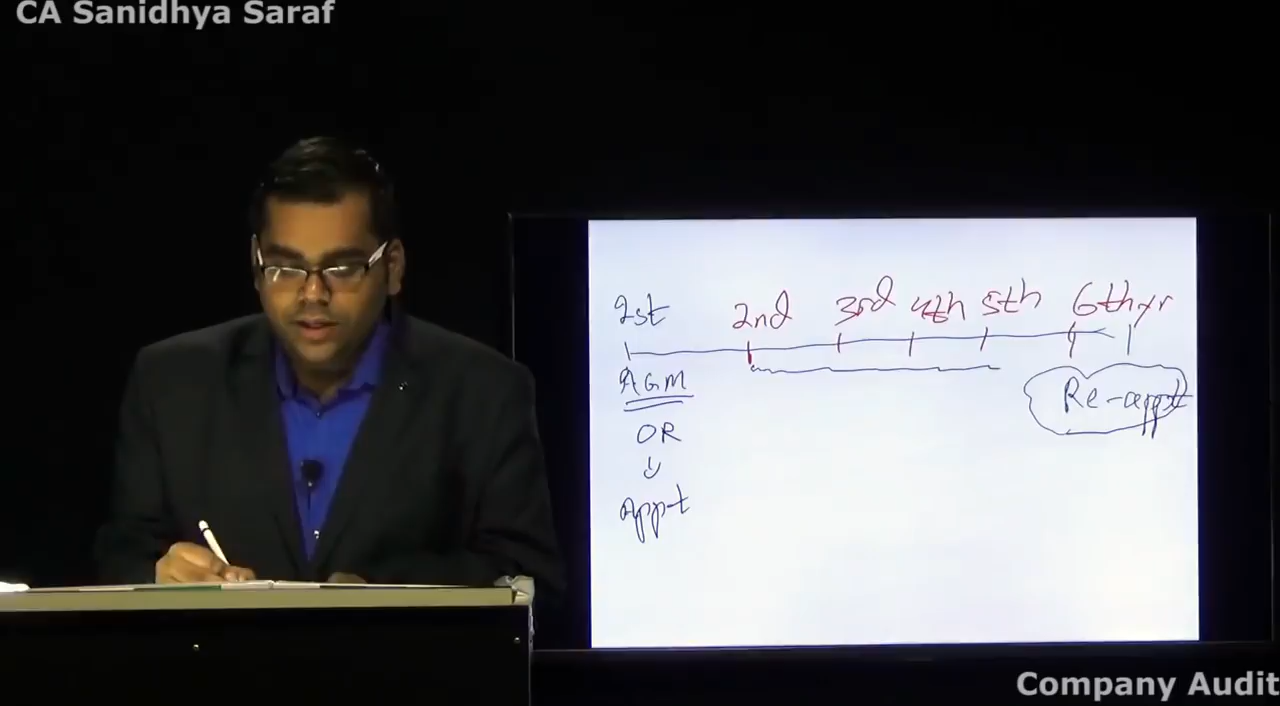 CA Sanidhya Saraf
1st 2nd 3rd 4th 5th 6th yr
AGM
Re-appt
OR
appt
Company Audit